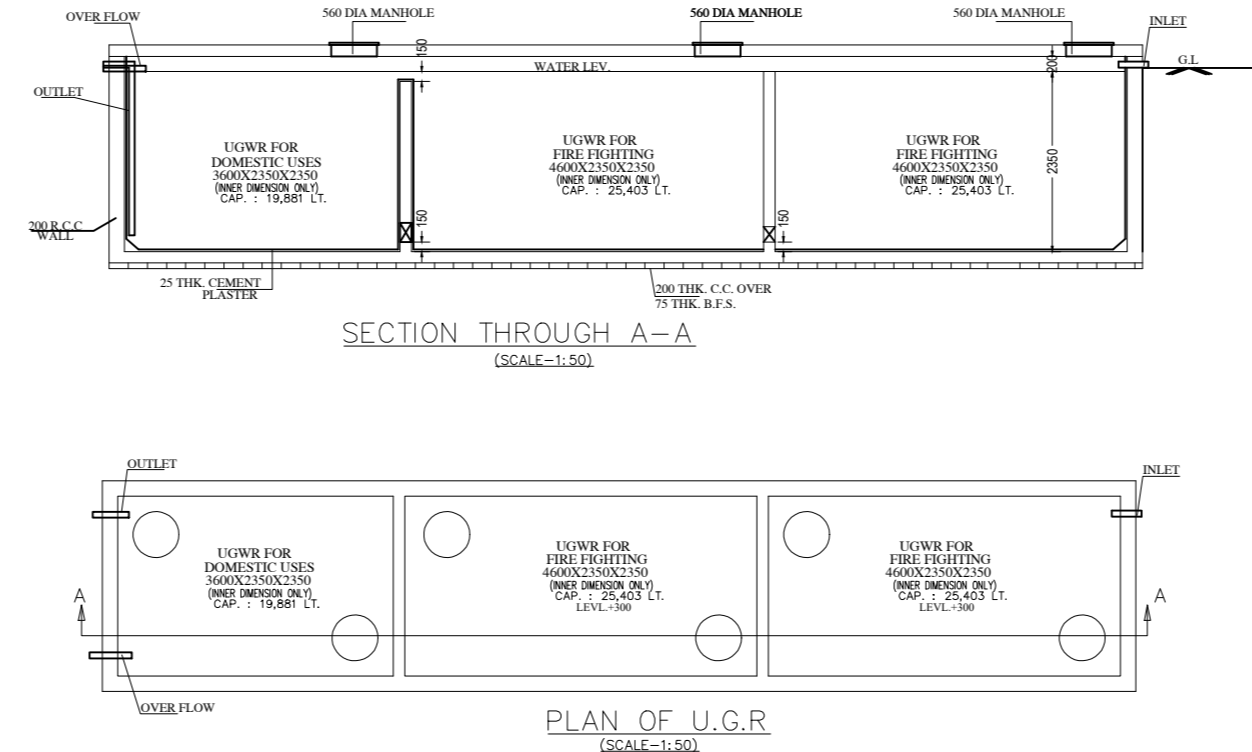 OVER FLOW
560 DIA MANHOLE
560 DIA MANHOLE
560 DIA MANHOLE
INLET
150
WATER LEV.
200
G.L
OUTLET
UGWR FOR
DOMESTIC USES
3600X2350X2350
(INNER DIMENSION ONLY)
CAP. : 19,881 LT.
UGWR FOR
FIRE FIGHTING
4600X2350X2350
(INNER DIMENSION ONLY)
CAP. : 25,403 LT.
UGWR FOR
FIRE FIGHTING
4600X2350X2350
(INNER DIMENSION ONLY)
CAP. : 25,403 LT.
2350
150
150
200 R.C.C
WALL
25 THK. CEMENT
PLASTER
200 THK. C.C. OVER
75 THK. B.F.S.
SECTION THROUGH A-A
(SCALE-1:50)
OUTLET
INLET
UGWR FOR
DOMESTIC USES
3600X2350X2350
(INNER DIMENSION ONLY)
CAP. : 19,881 LT.
UGWR FOR
FIRE FIGHTING
4600X2350X2350
(INNER DIMENSION ONLY)
CAP. : 25,403 LT.
LEVL.+300
UGWR FOR
FIRE FIGHTING
4600X2350X2350
(INNER DIMENSION ONLY)
CAP. : 25,403 LT.
LEVL.+300
A
A
OVER FLOW
PLAN OF U.G.R
(SCALE-1:50)